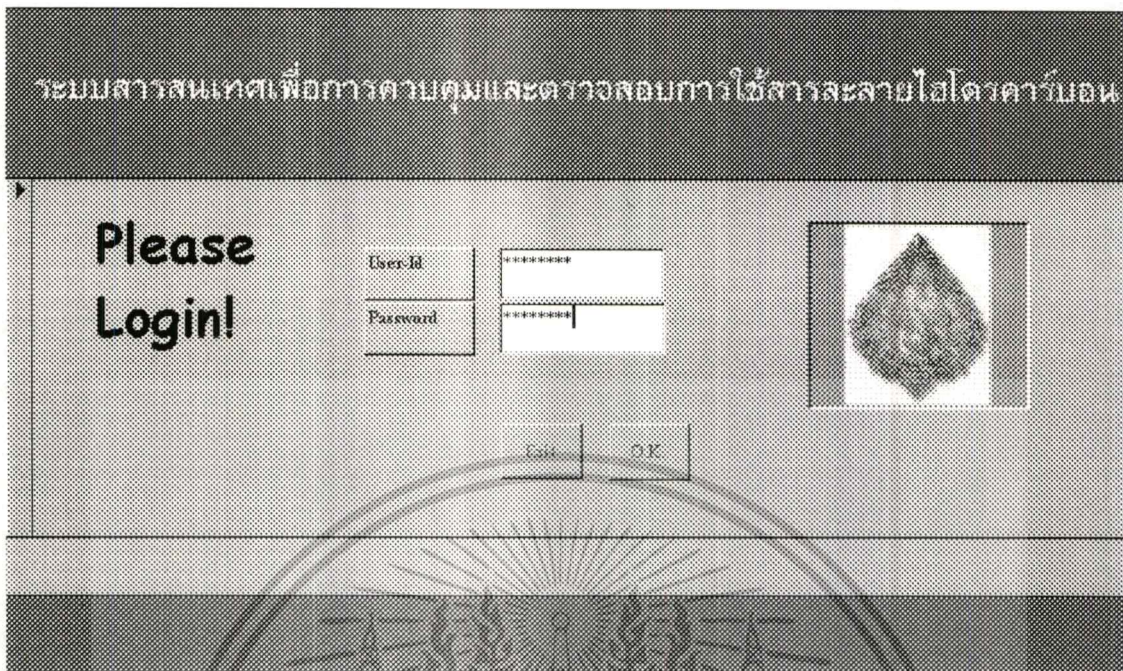 ระบบสารสนเทศเพื่อการควบคุมและตรวจสอบการใช้สารละลายไฮโดรคาร์บอน
Please
Login!
User-Id ********
Password ********
Exit OK